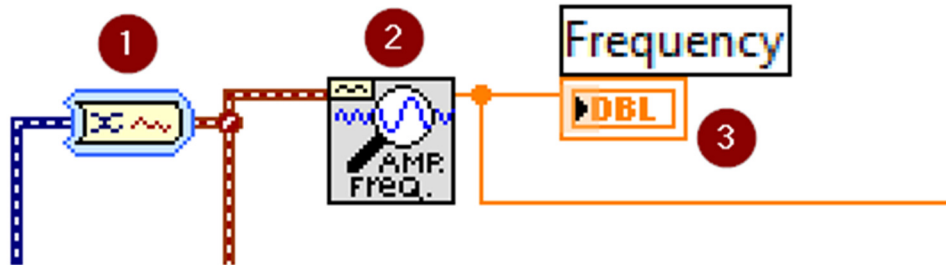 1
2
Frequency
DBL
3
AMP.
Freq.